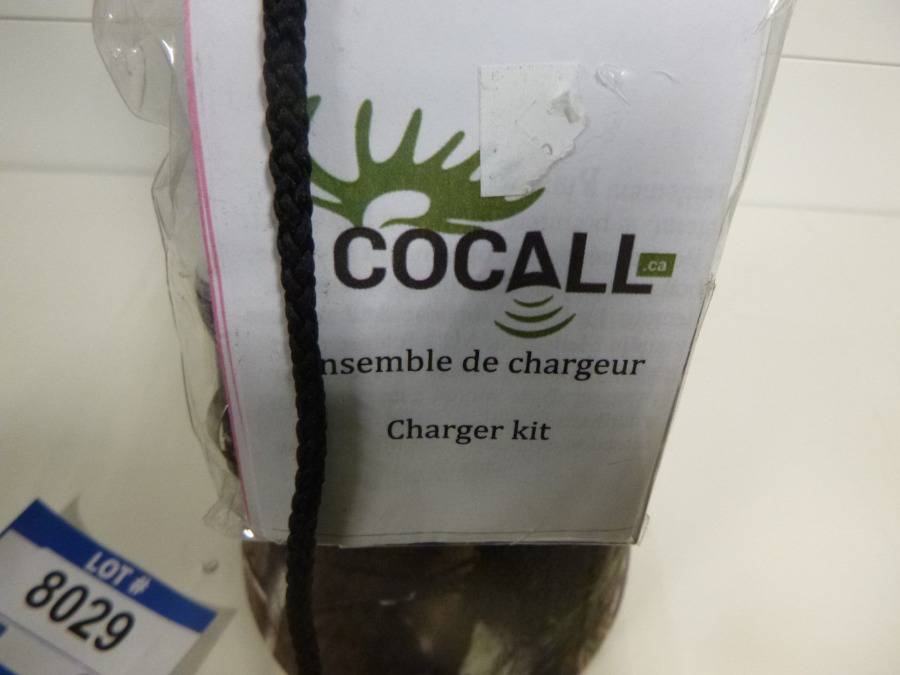 COCALL.ca
nsemble de chargeur
Charger kit
LOT #
8029